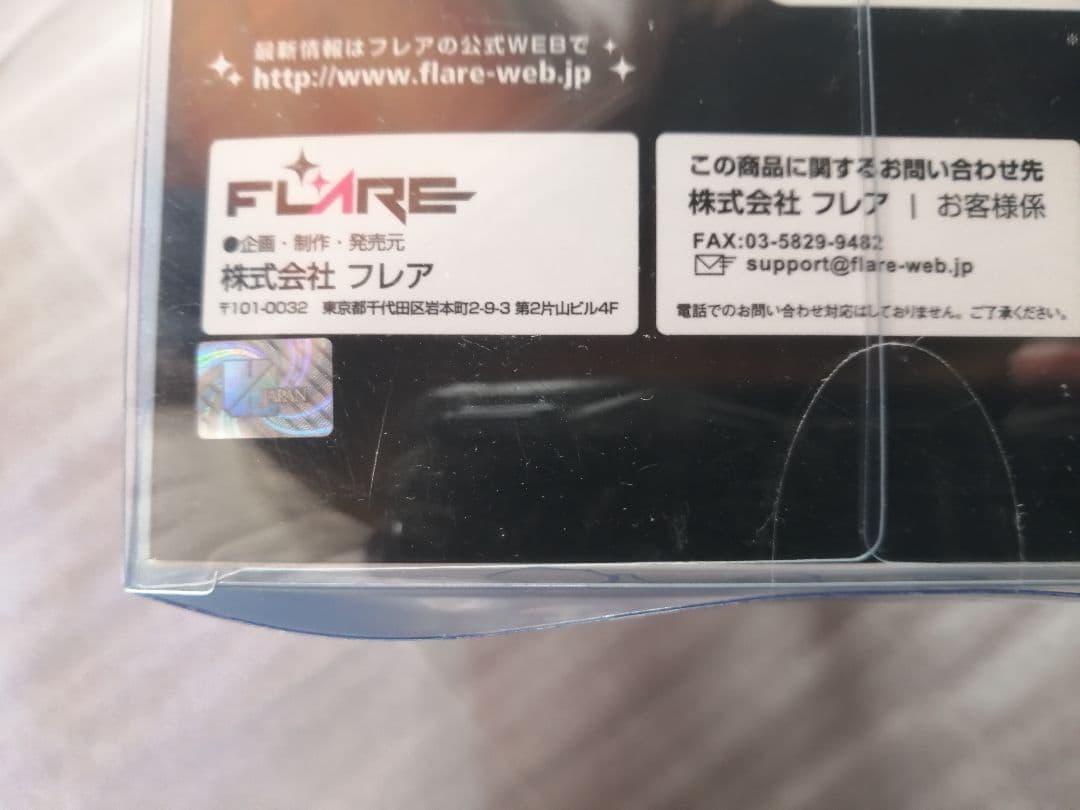 最新情報はフレアの公式WEBで
http://www.flare-web.jp
FLARE
●企画・制作・発売元
株式会社 フレア
〒101-0032 東京都千代田区岩本町2-9-3 第2片山ビル4F
JAPAN
この商品に関するお問い合わせ先
株式会社 フレア | お客様係
FAX:03-5829-9482
support@flare-web.jp
電話でのお問い合わせ対応はしておりません。ご了承ください。
※